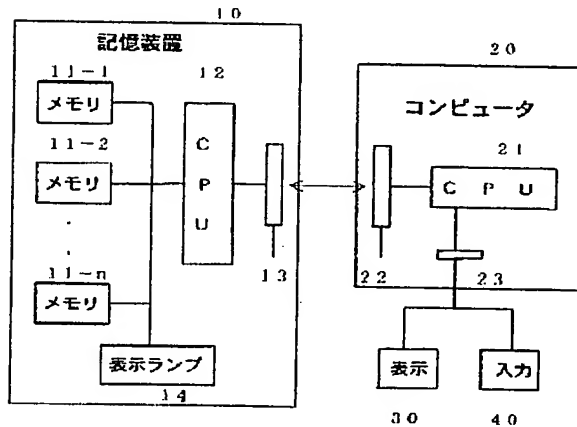 10
記憶装置
11-1
メモリ
11-2
メモリ
11-n
メモリ
12
CPU
13
表示ランプ
14
20
コンピュータ
21
CPU
22
23
表示
入力
30
40